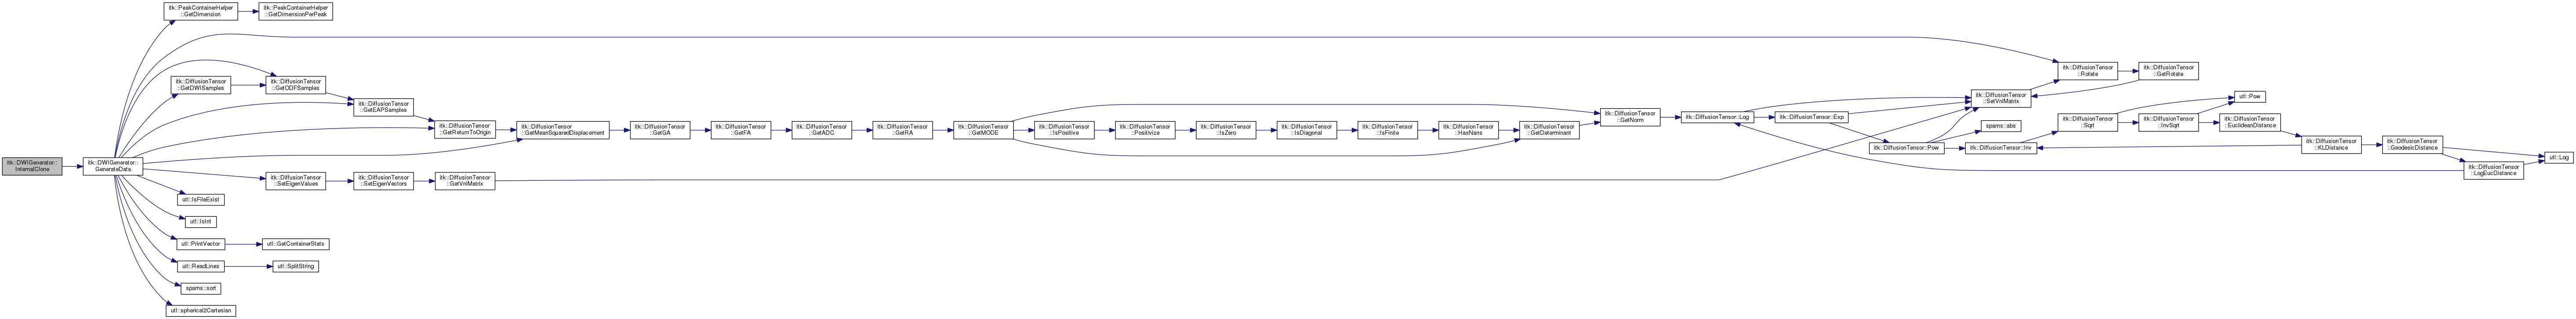 itk::DWIGenerator::
InternalClone
itk::DWIGenerator::
GenerateData
itk::PeakContainerHelper
::GetDimension
itk::PeakContainerHelper
::GetDimensionPerPeak
itk::DiffusionTensor
::GetDWISamples
itk::DiffusionTensor
::GetODFSamples
itk::DiffusionTensor
::GetEAPSamples
itk::DiffusionTensor
::GetReturnToOrigin
itk::DiffusionTensor
::GetMeanSquaredDisplacement
itk::DiffusionTensor
::GetGA
itk::DiffusionTensor
::GetFA
itk::DiffusionTensor
::GetADC
itk::DiffusionTensor
::GetRA
itk::DiffusionTensor
::GetMODE
itk::DiffusionTensor
::IsPositive
itk::DiffusionTensor
::Positivize
itk::DiffusionTensor
::IsZero
itk::DiffusionTensor
::IsDiagonal
itk::DiffusionTensor
::IsFinite
itk::DiffusionTensor
::HasNans
itk::DiffusionTensor
::GetDeterminant
itk::DiffusionTensor
::GetNorm
itk::DiffusionTensor::Log
itk::DiffusionTensor::Exp
itk::DiffusionTensor::Pow
itk::DiffusionTensor
::SetVnlMatrix
itk::DiffusionTensor
::Rotate
itk::DiffusionTensor
::GetRotate
spams::abs
itk::DiffusionTensor::Inv
itk::DiffusionTensor
::Sqrt
itk::DiffusionTensor
::InvSqrt
utl::Pow
itk::DiffusionTensor
::EuclideanDistance
itk::DiffusionTensor
::KLDistance
itk::DiffusionTensor
::GeodesicDistance
itk::DiffusionTensor
::LogEucDistance
utl::Log
itk::DiffusionTensor
::SetEigenValues
itk::DiffusionTensor
::SetEigenVectors
itk::DiffusionTensor
::GetVnlMatrix
utl::IsFileExist
utl::IsInt
utl::PrintVector
utl::GetContainerStats
utl::ReadLines
utl::SplitString
spams::sort
utl::spherical2Cartesian